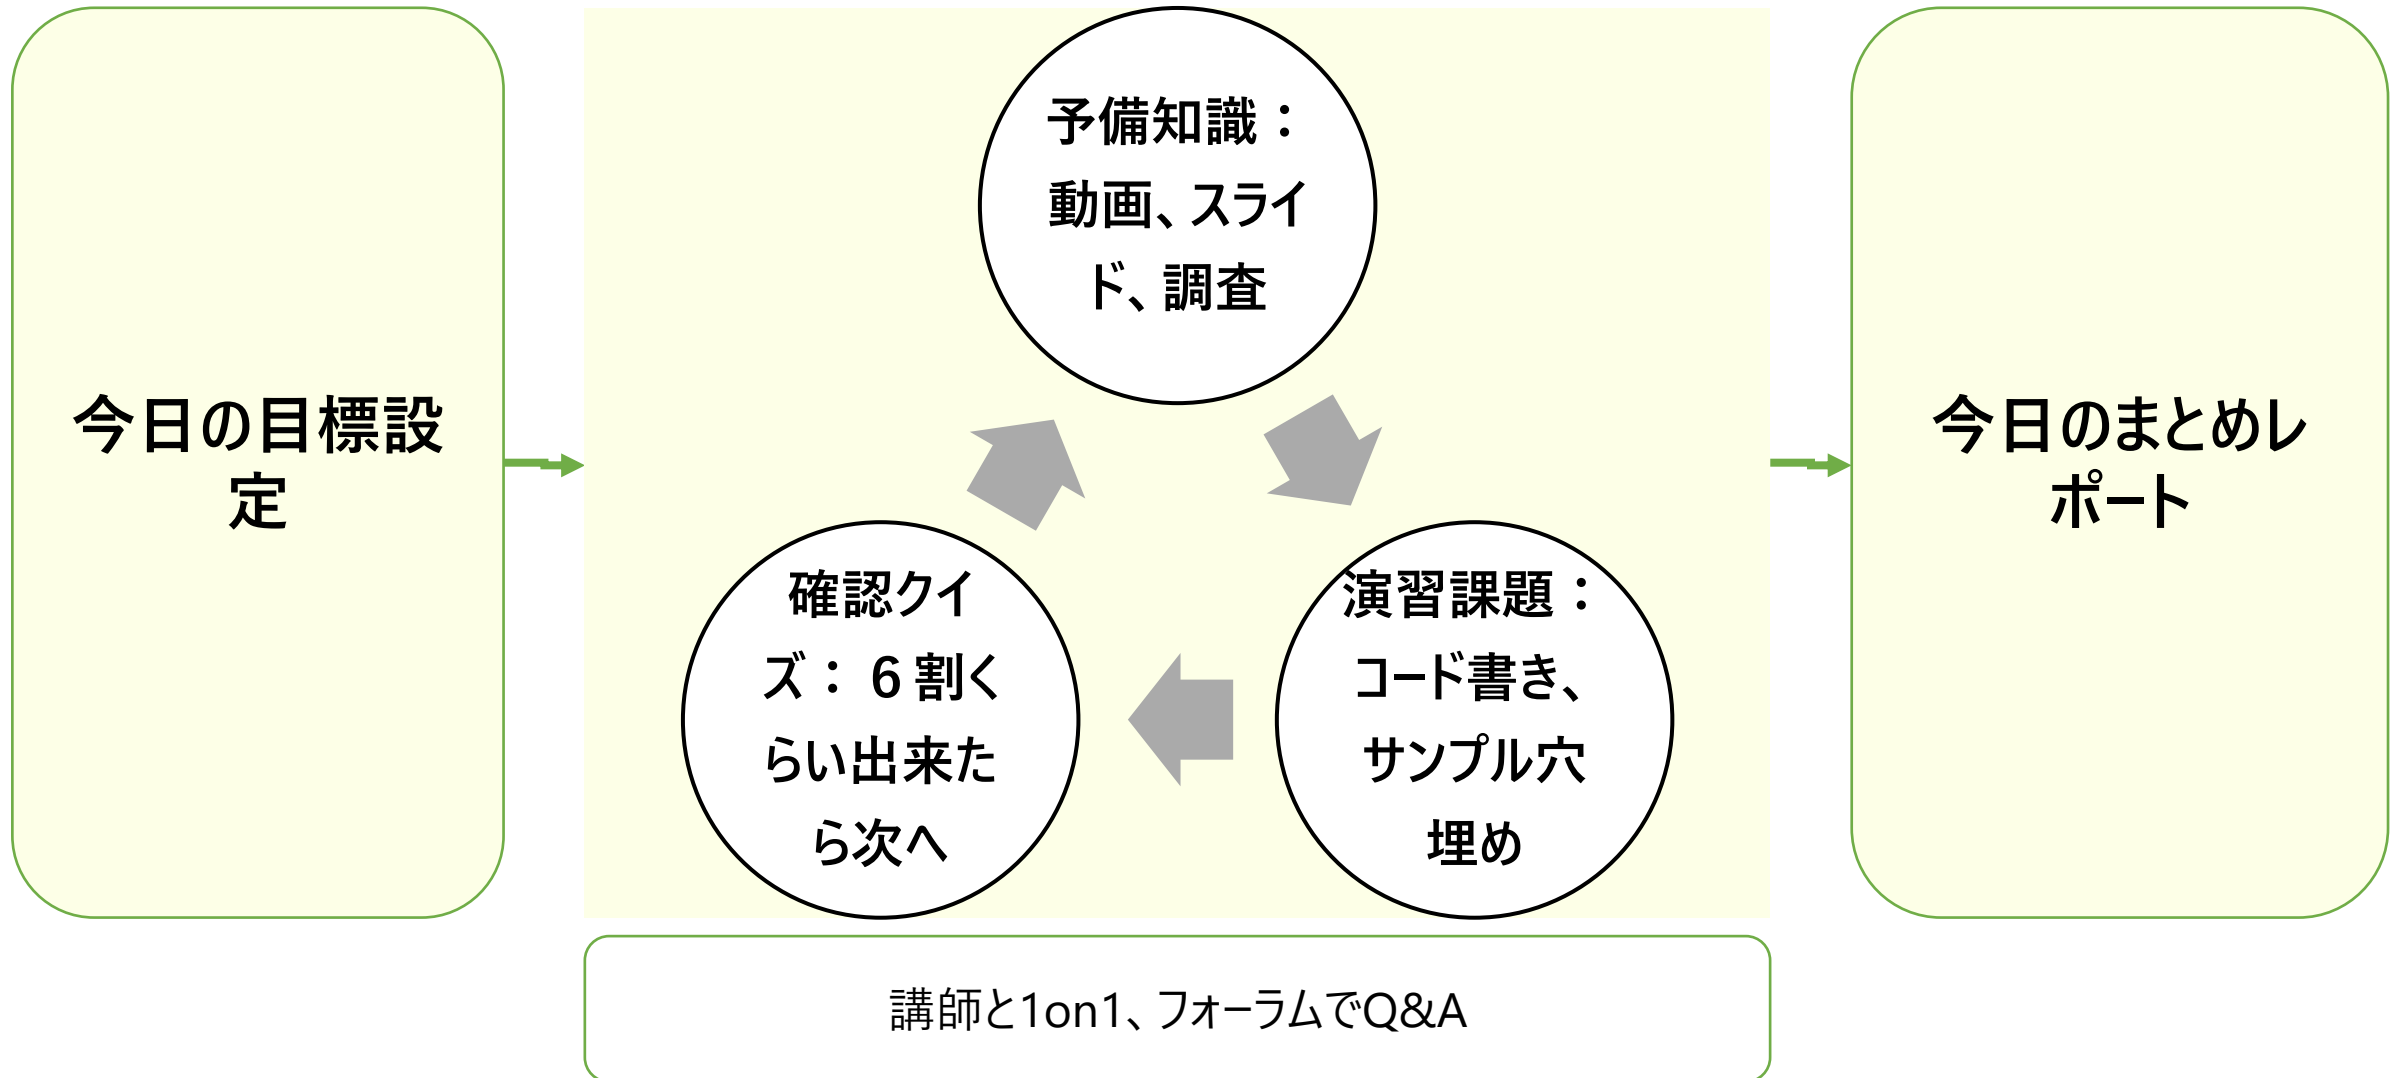 今日の目標設
定
予備知識：
動画、スライ
ド、調査
演習課題：
コード書き、
サンプル穴
埋め
確認クイ
ズ：６割く
らい出来た
ら次へ
今日のまとめレ
ポート
講師と1on1、フォーラムでQ&A